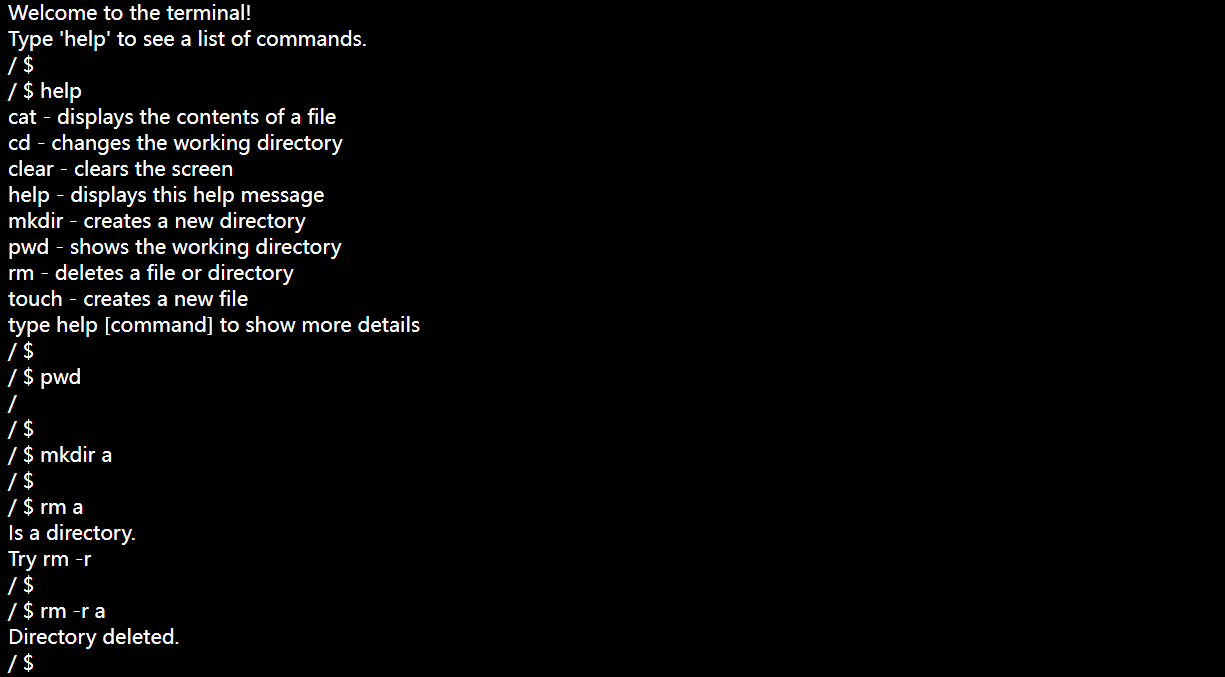 Welcome to the terminal!
Type 'help' to see a list of commands.
/ $
/ $ help
cat - displays the contents of a file
cd - changes the working directory
clear - clears the screen
help - displays this help message
mkdir - creates a new directory
pwd - shows the working directory
rm - deletes a file or directory
touch - creates a new file
type help [command] to show more details
/ $
/ $ pwd
/
/ $
/ $ mkdir a
/ $
/ $ rm a
Is a directory.
Try rm -r
/ $
/ $ rm -r a
Directory deleted.
/ $